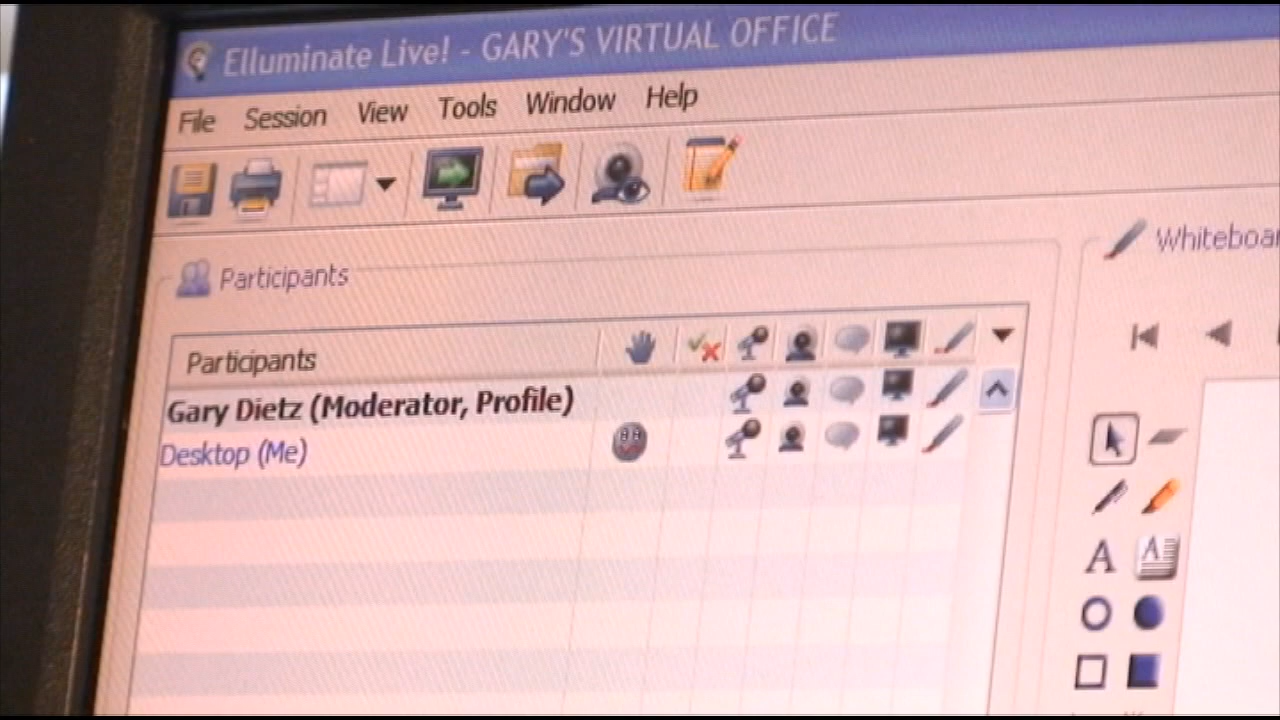 Elluminate Live! - GARY'S VIRTUAL OFFICE
File Session View Tools Window Help
Participants
Whiteboar
Participants
Gary Dietz (Moderator, Profile)
Desktop (Me)
A
A